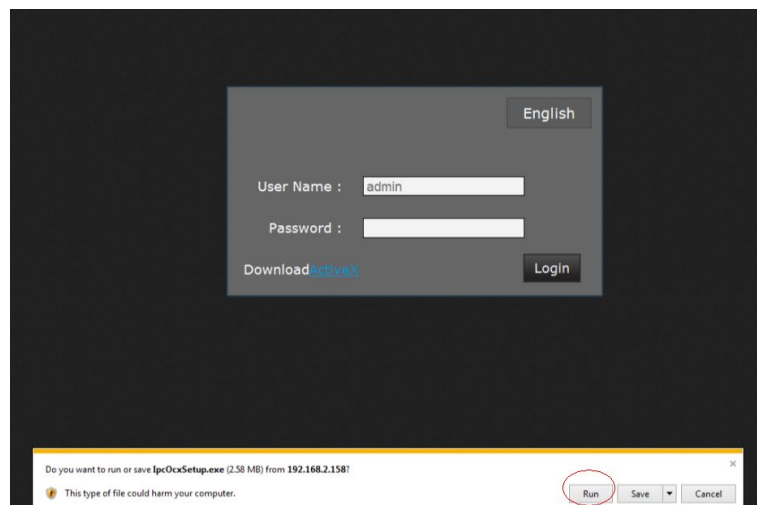 English
User Name :
admin
Password :
DownloadActiveX
Login
Do you want to run or save IpcOcxSetup.exe (2.58 MB) from 192.168.2.158?
This type of file could harm your computer.
Run
Save
Cancel